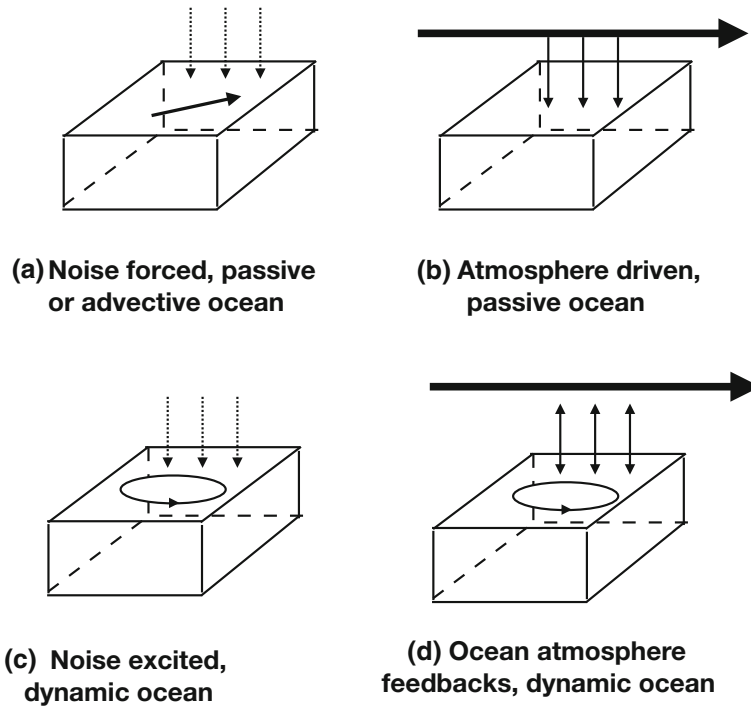 (a) Noise forced, passive
or advective ocean
(b) Atmosphere driven,
passive ocean
(c) Noise excited,
dynamic ocean
(d) Ocean atmosphere
feedbacks, dynamic ocean